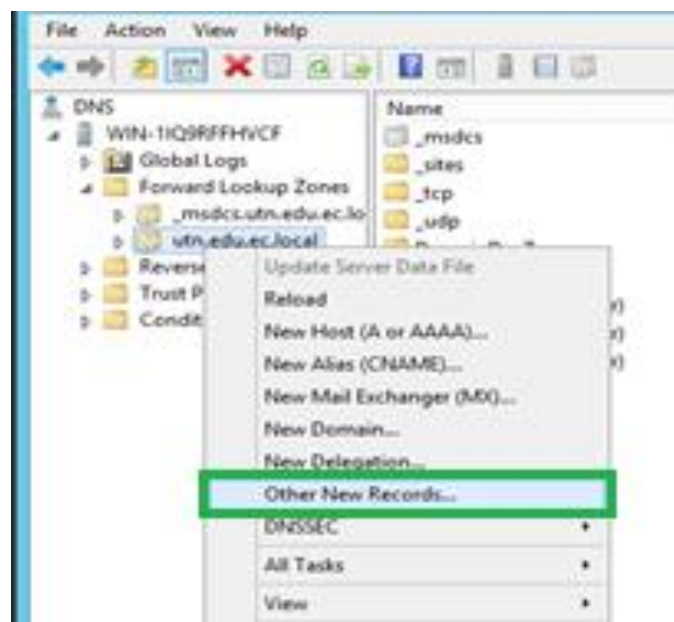 File Action View Help
DNS
WIN-1IQ9RFFHVCF
Global Logs
Forward Lookup Zones
_msdcs.utn.edu.ec.lo
utn.edu.ec.local
Reverse
Trust P
Condit
Name
_msdcs
_sites
_tcp
_udp
Update Server Data File
Reload
New Host (A or AAAA)...
New Alias (CNAME)...
New Mail Exchanger (MX)...
New Domain...
New Delegation...
Other New Records...
DNSSEC
All Tasks
View